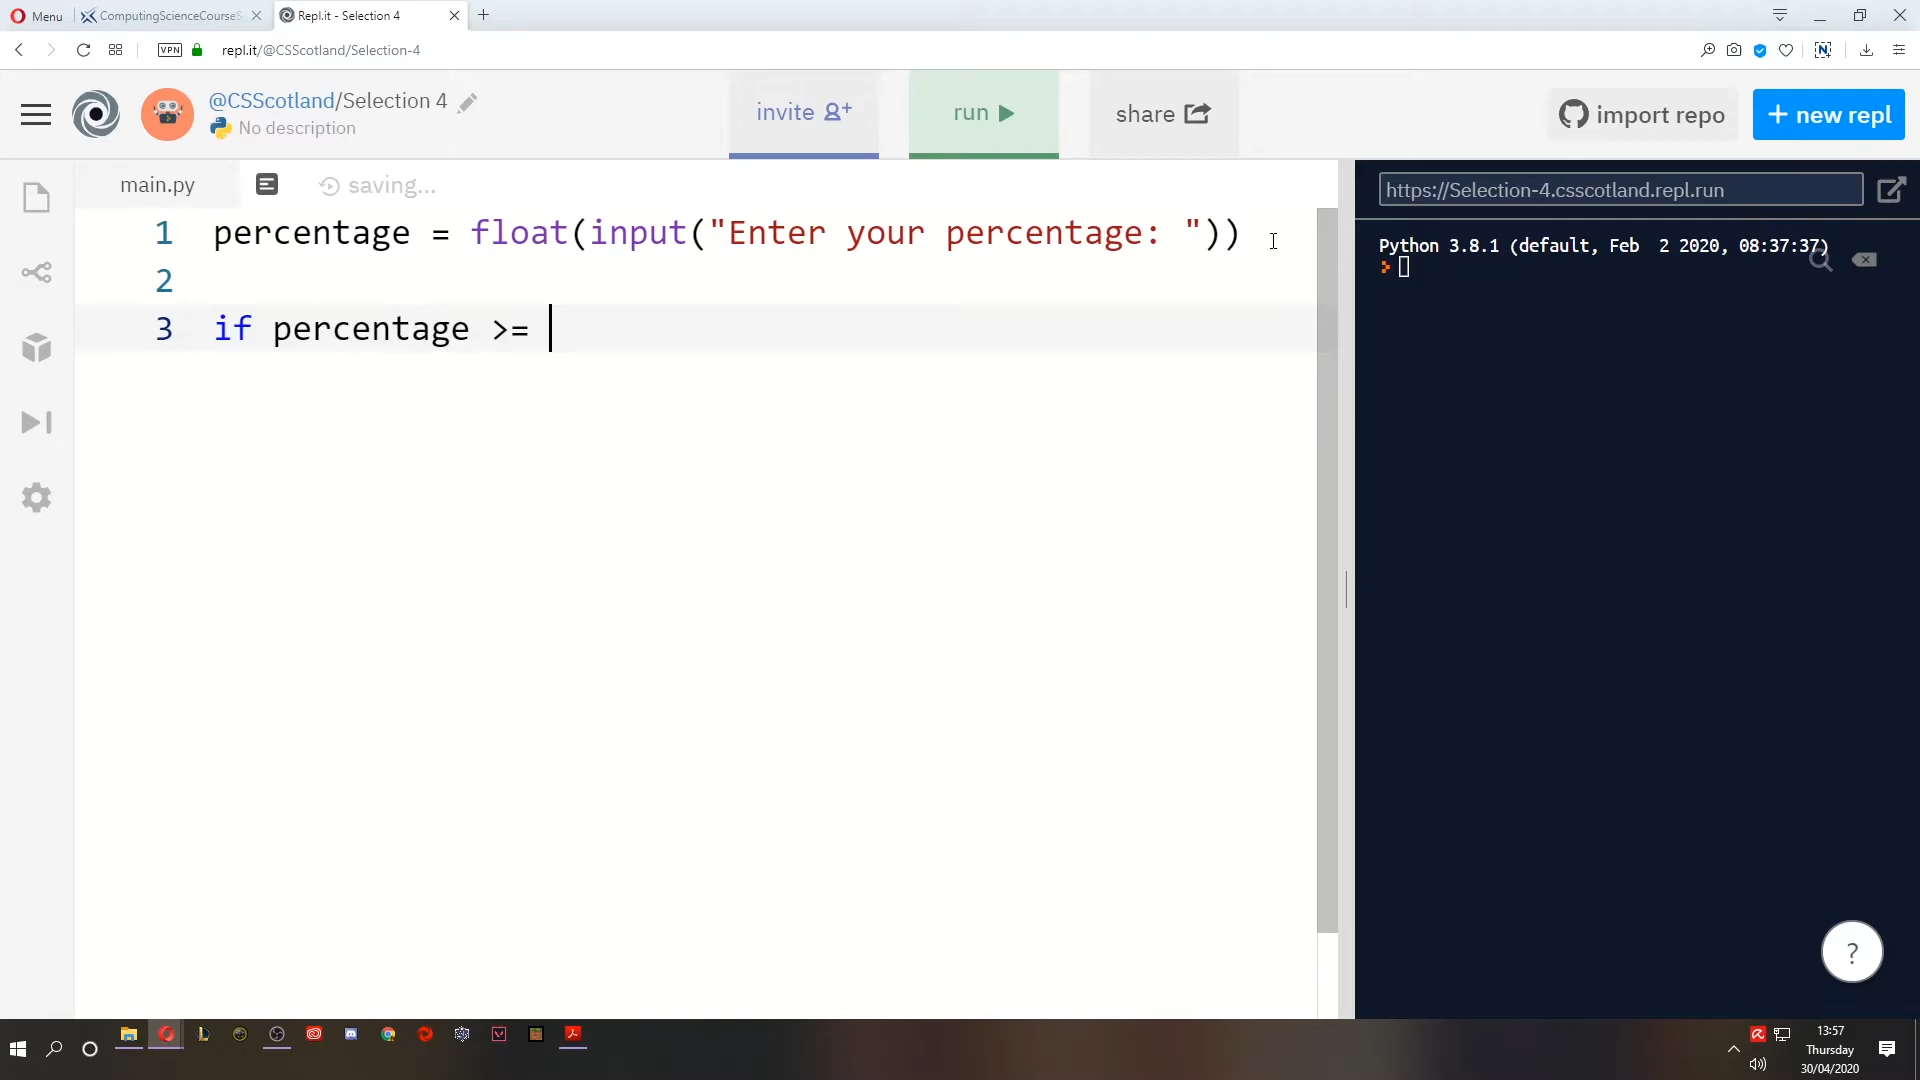 Menu
ComputingScienceCourseS
Repl.it - Selection 4
VPN
repl.it/@CSScotland/Selection-4
@CSScotland/Selection 4
No description
invite
run
share
import repo
+ new repl
main.py
saving...
https://Selection-4.csscotland.repl.run
1 percentage = float(input("Enter your percentage: "))
2
3 if percentage >=
Python 3.8.1 (default, Feb  2 2020, 08:37:37)
?
13:57
Thursday
30/04/2020